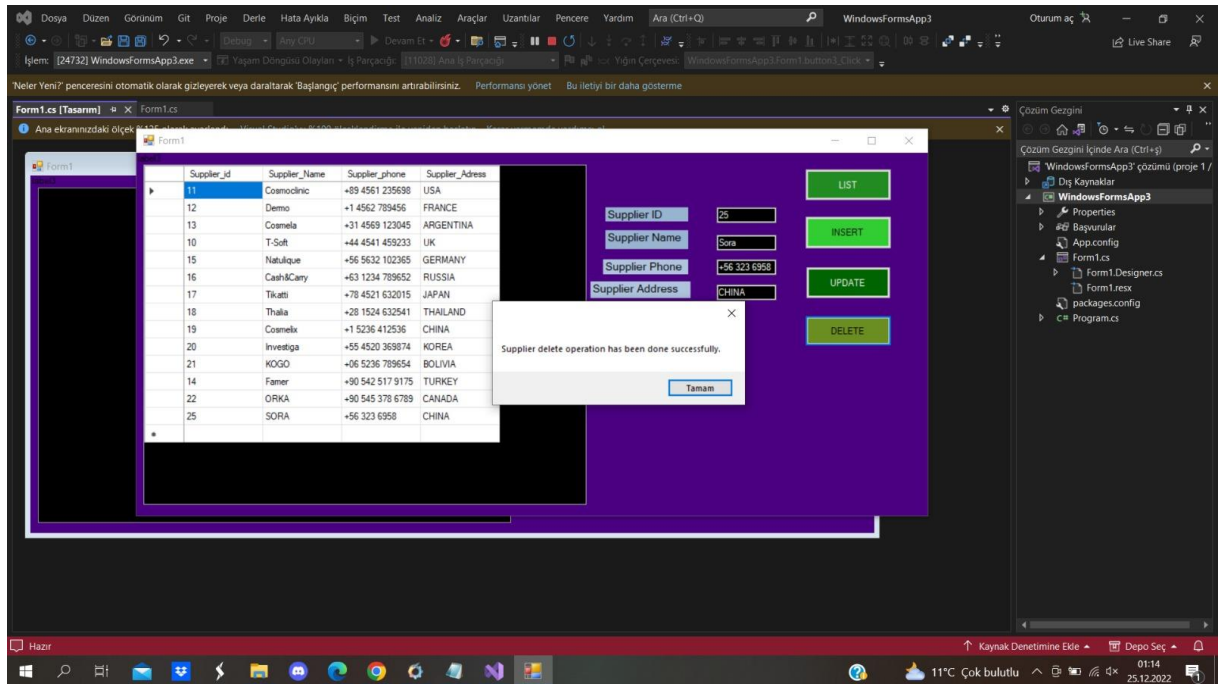 Dosya Düzen Görünüm Git Proje Derle Hata Ayıkla Biçim Test Analiz Araçlar Uzantılar Pencere Yardım Ara (Ctrl+Q) WindowsFormsApp3 Oturum aç
Debug Any CPU Devam Et Live Share
İşlem: [24732] WindowsFormsApp3.exe Yaşam Döngüsü Olayları İş Parçacığı: [11028] Ana İş Parçacığı Yığın Çerçevesi: WindowsFormsApp3.Form1.button3_Click
'Neler Yeni?' penceresini otomatik olarak gizleyerek veya daraltarak 'Başlangıç' performansını artırabilirsiniz. Performansı yönet Bu iletiyi bir daha gösterme
Form1.cs [Tasarım] Form1.cs
Ana ekranınızdaki ölçek
Form1
Form1
Supplier_id Supplier_Name Supplier_phone Supplier_Adress
11 Cosmoclinic +89 4561 235698 USA
12 Dermo +1 4562 789456 FRANCE
13 Cosmela +31 4569 123045 ARGENTINA
10 T-Soft +44 4541 459233 UK
15 Natulique +56 5632 102365 GERMANY
16 Cash&Carry +63 1234 789652 RUSSIA
17 Tikatti +78 4521 632015 JAPAN
18 Thalia +28 1524 632541 THAILAND
19 Cosmelix +1 5236 412536 CHINA
20 Investiga +55 4520 369874 KOREA
21 KOGO +06 5236 789654 BOLIVIA
14 Famer +90 542 517 9175 TURKEY
22 ORKA +90 545 378 6789 CANADA
25 SORA +56 323 6958 CHINA
Supplier ID 25
Supplier Name Sora
Supplier Phone +56 323 6958
Supplier Address CHINA
LIST
INSERT
UPDATE
DELETE
Supplier delete operation has been done successfully.
Tamam
Çözüm Gezgini
Çözüm Gezgini İçinde Ara (Ctrl+ş)
'WindowsFormsApp3' çözümü (proje 1 /
Dış Kaynaklar
WindowsFormsApp3
Properties
Başvurular
App.config
Form1.cs
Form1.Designer.cs
Form1.resx
packages.config
C# Program.cs
Hazır
Kaynak Denetimine Ekle Depo Seç
11°C Çok bulutlu
01:14
25.12.2022
1